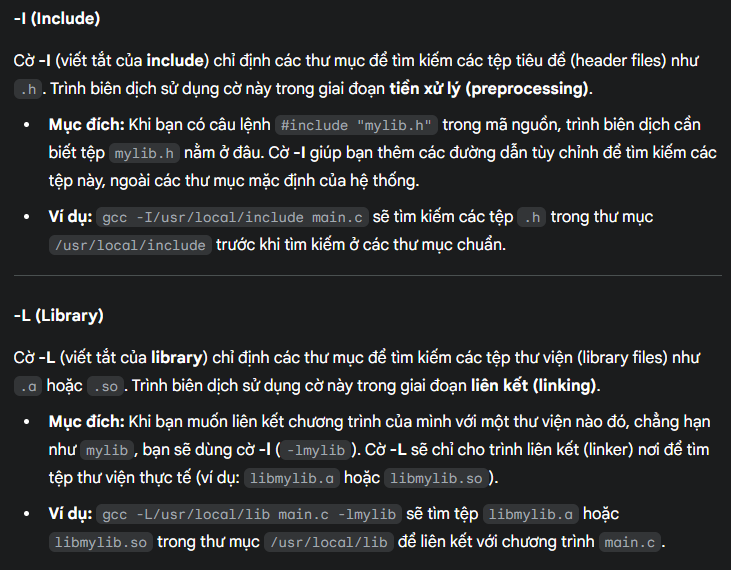 -I (Include)
Cờ -I (viết tắt của include) chỉ định các thư mục để tìm kiếm các tệp tiêu đề (header files) như
.h. Trình biên dịch sử dụng cờ này trong giai đoạn tiền xử lý (preprocessing).
• Mục đích: Khi bạn có câu lệnh #include "mylib.h" trong mã nguồn, trình biên dịch cần
biết tệp mylib.h nằm ở đâu. Cờ -I giúp bạn thêm các đường dẫn tùy chỉnh để tìm kiếm các
tệp này, ngoài các thư mục mặc định của hệ thống.
• Ví dụ: gcc -I/usr/local/include main.c sẽ tìm kiếm các tệp .h trong thư mục
/usr/local/include trước khi tìm kiếm ở các thư mục chuẩn.
-L (Library)
Cờ -L (viết tắt của library) chỉ định các thư mục để tìm kiếm các tệp thư viện (library files) như
.a hoặc .so. Trình biên dịch sử dụng cờ này trong giai đoạn liên kết (linking).
• Mục đích: Khi bạn muốn liên kết chương trình của mình với một thư viện nào đó, chẳng hạn
như mylib, bạn sẽ dùng cờ -l (-lmylib). Cờ -L sẽ chỉ cho trình liên kết (linker) nơi để tìm
tệp thư viện thực tế (ví dụ: libmylib.a hoặc libmylib.so).
• Ví dụ: gcc -L/usr/local/lib main.c -lmylib sẽ tìm tệp libmylib.a hoặc
libmylib.so trong thư mục /usr/local/lib để liên kết với chương trình main.c.